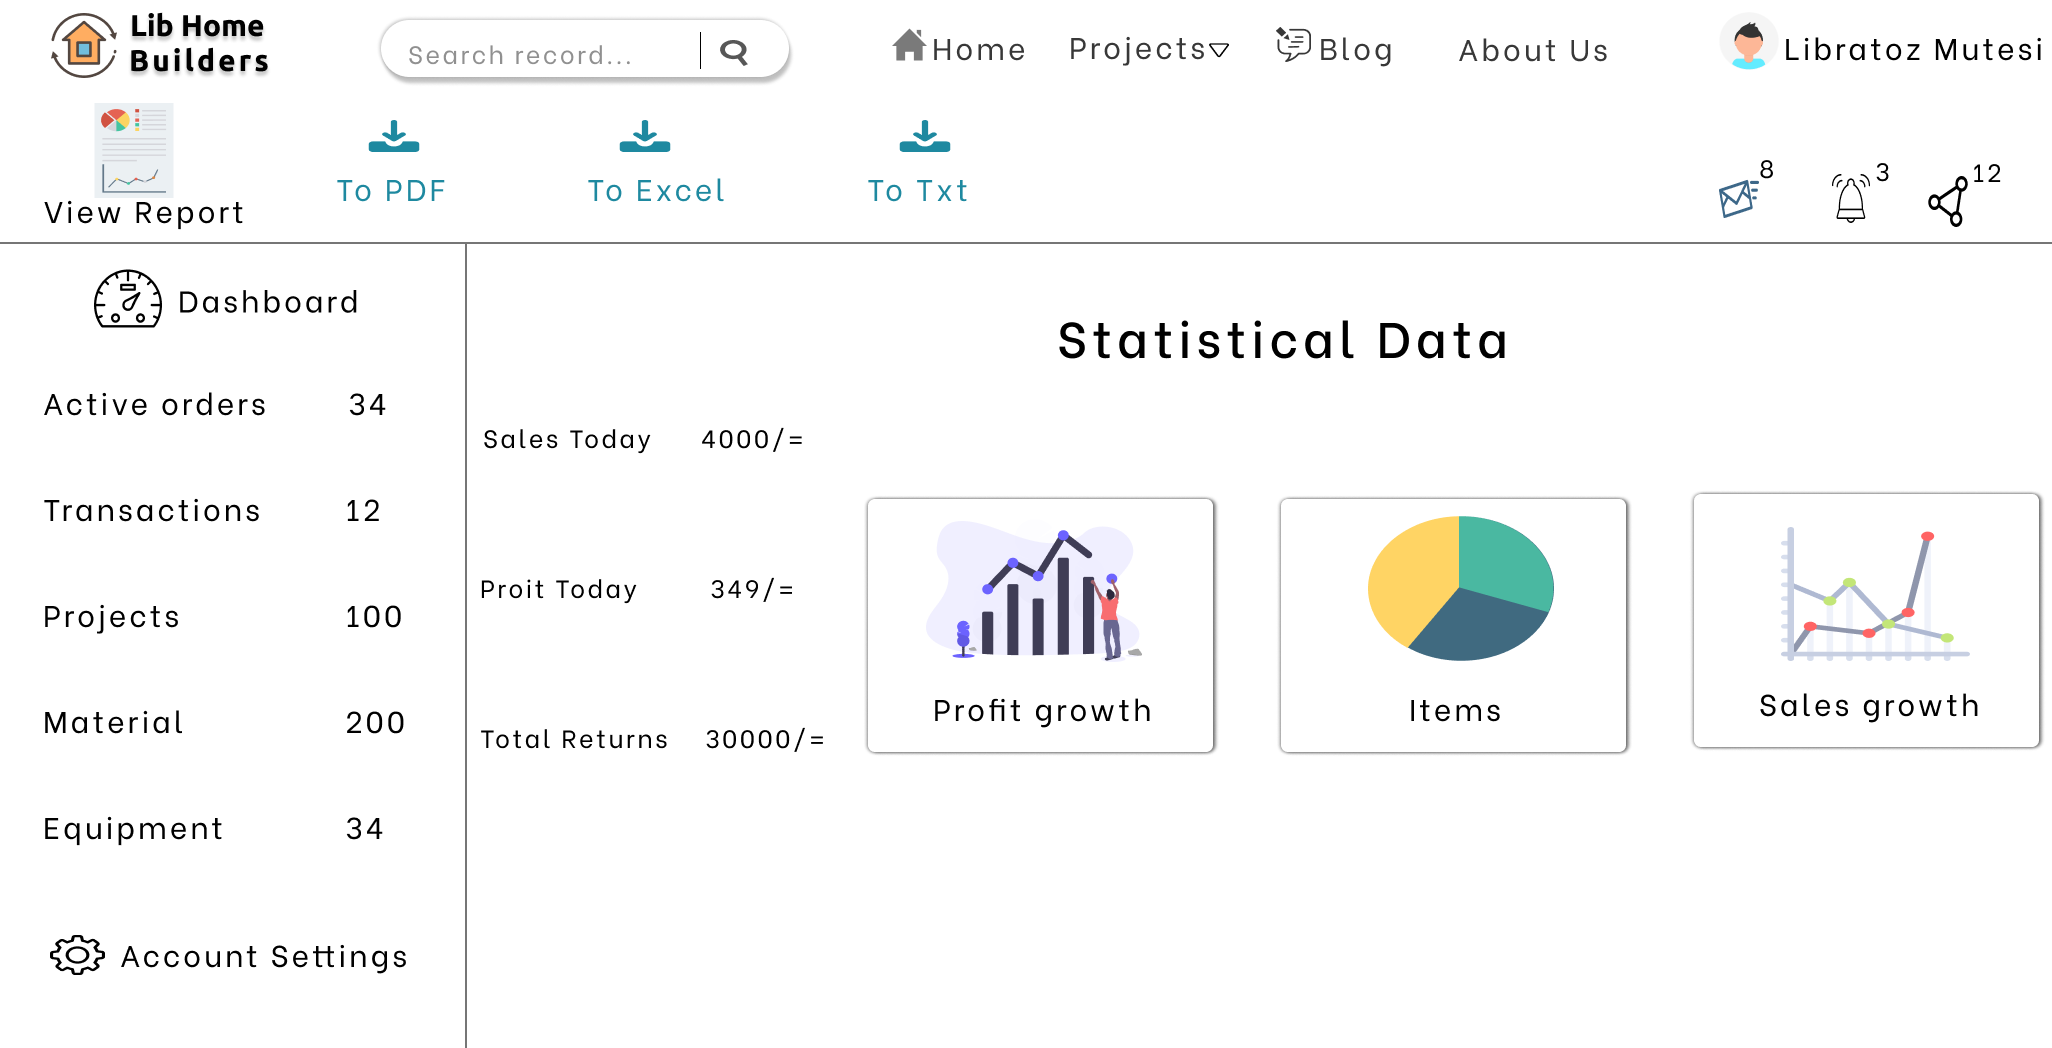 Lib Home
Builders
Search record...
Home
Projects
Blog
About Us
Libratoz Mutesi
View Report
To PDF
To Excel
To Txt
8
3
12
Dashboard
Active orders 34
Transactions 12
Projects 100
Material 200
Equipment 34
Account Settings
Statistical Data
Sales Today 4000/=
Proit Today 349/=
Total Returns 30000/=
Profit growth
Items
Sales growth